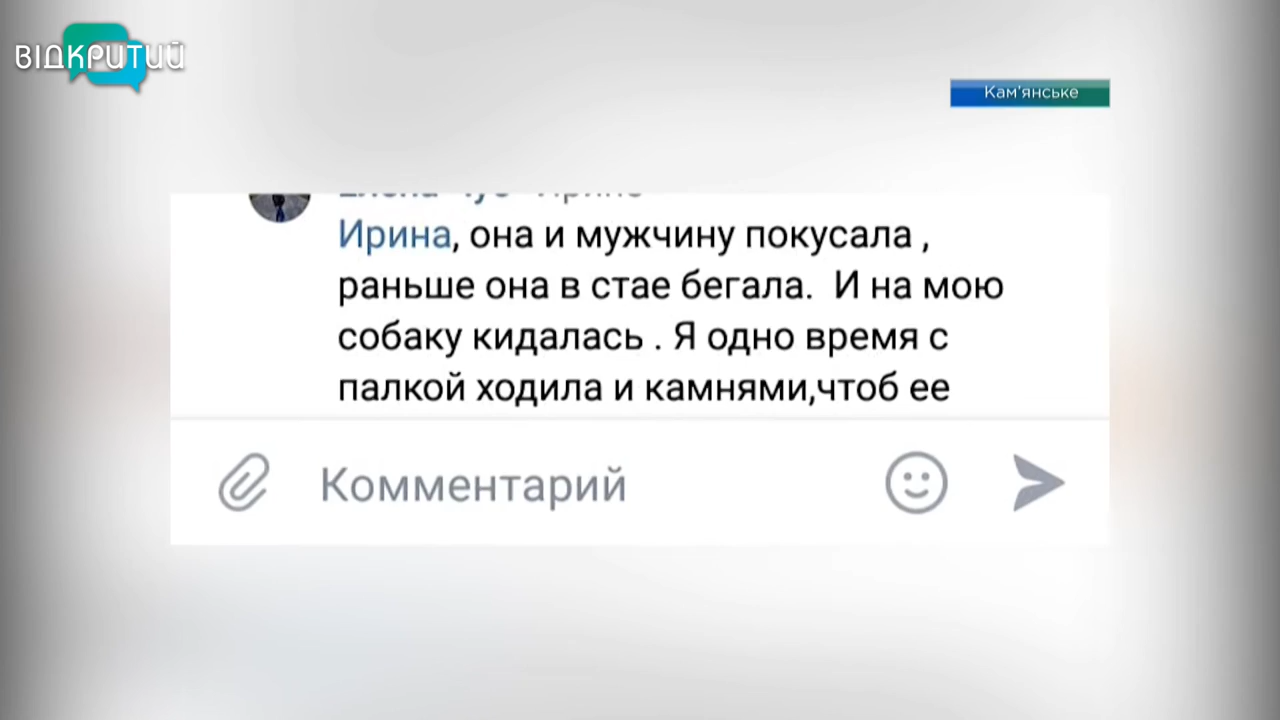 ВІДКРИТИЙ
Кам'янське
Ирина, она и мужчину покусала ,
раньше она в стае бегала. И на мою
собаку кидалась . Я одно время с
палкой ходила и камнями,чтоб ее
Комментарий